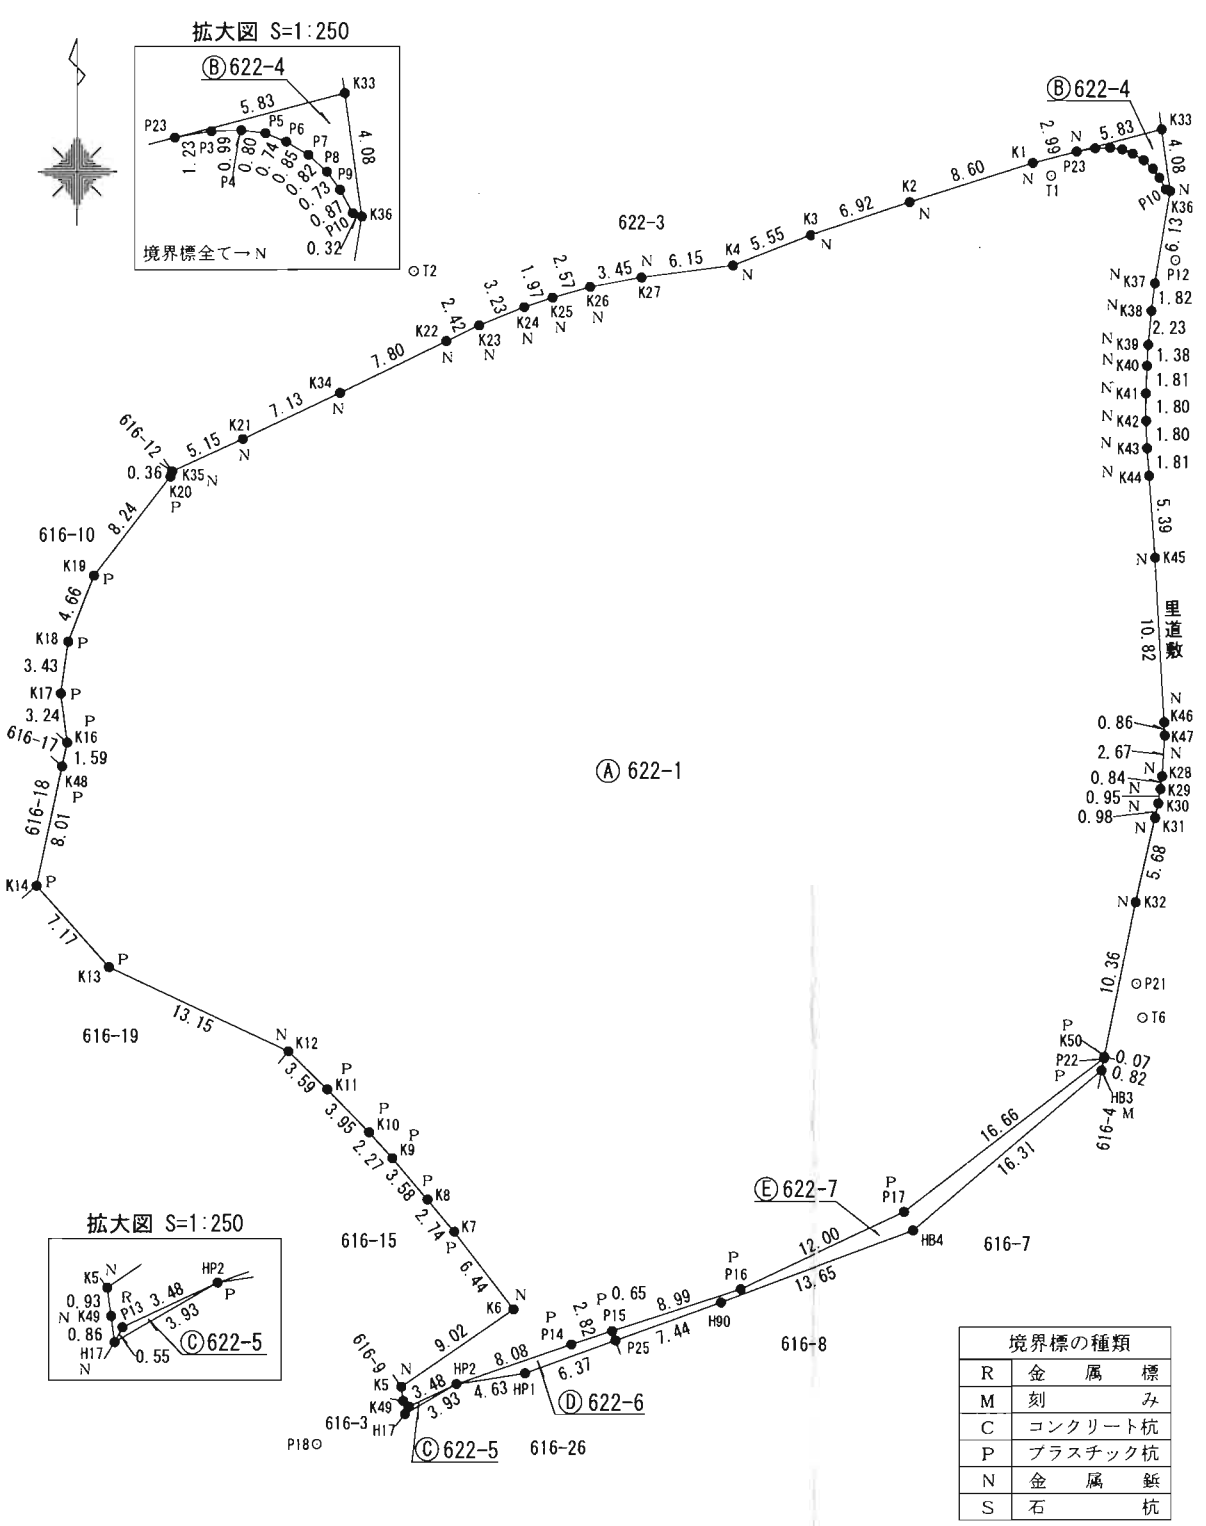 拡大図 S=1:250
Ⓑ622-4
K33
5.83
P23
P3
P4
P5
P6
P7
P8
P9
P10
K36
4.08
1.23
0.99
0.80
0.74
0.85
0.82
0.73
0.87
0.32
境界標全て→N
Ⓑ622-4
K33
5.83
4.08
2.99
N
P23
K1
N
T1
P10
N
K36
8.60
K2
N
6.92
K3
N
5.55
K4
N
622-3
6.15
N
K27
3.45
K26
N
2.57
K25
N
1.97
K24
N
3.23
K23
N
2.42
K22
N
T2
7.80
K34
N
7.13
K21
N
5.15
616-12
0.36
K35 N
K20
P
8.24
616-10
K19
P
4.66
K18
P
3.43
K17
P
3.24
P
K16
616-17
1.59
K48
P
616-18
8.01
K14
P
7.17
K13
P
13.15
616-19
N
K12
3.59
P
K11
3.95
P
K10
2.27
P
K9
3.58
P
K8
2.74
K7
P
6.44
616-15
N
K6
9.02
616-9
N
K5
K49
H17
3.48
3.93
HP2
616-3
P18
Ⓒ622-5
616-26
4.63
HP1
8.08
Ⓓ622-6
6.37
P
P14
2.82
P
P15
0.65
P25
8.99
7.44
P
P16
H90
616-8
12.00
13.65
Ⓔ622-7
P
P17
HB4
616-7
16.66
16.31
P
K50
P22
P
0.07
0.82
HB3
M
616-4
T6
P21
10.36
N
K32
5.89
6.13
P12
N K37
1.82
N K38
2.23
N K39
1.38
N K40
1.81
N K41
1.80
N K42
1.80
N K43
1.81
N K44
5.39
N K45
里道敷
10.82
N
K46
0.86
K47
2.67
N
N K28
0.84
N K29
0.95
N K30
0.98
N K31
Ⓐ 622-1
拡大図 S=1:250
K5 N
0.93
R
P13
3.48
HP2
P
N K49
3.93
0.86
H17
0.55
N
Ⓒ622-5
境界標の種類
R 金属標
M 刻み
C コンクリート杭
P プラスチック杭
N 金属鋲
S 石杭